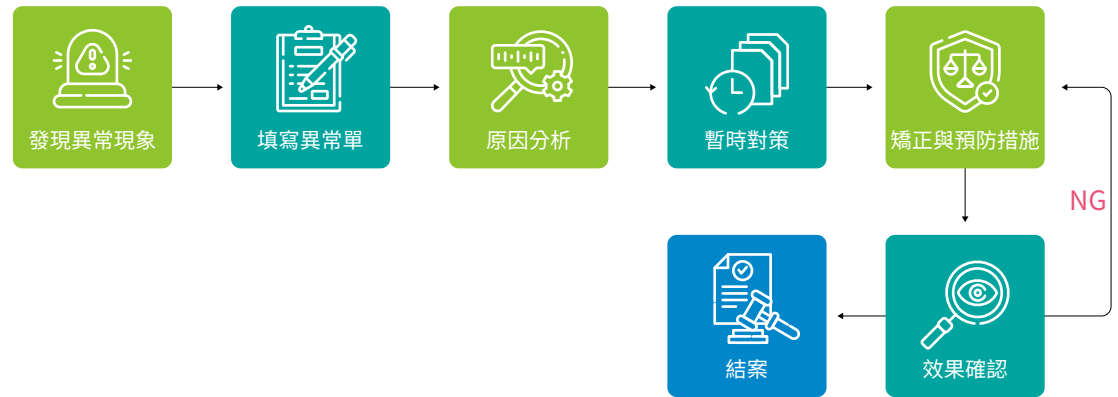 發現異常現象
填寫異常單
原因分析
暫時對策
矯正與預防措施
NG
結案
效果確認